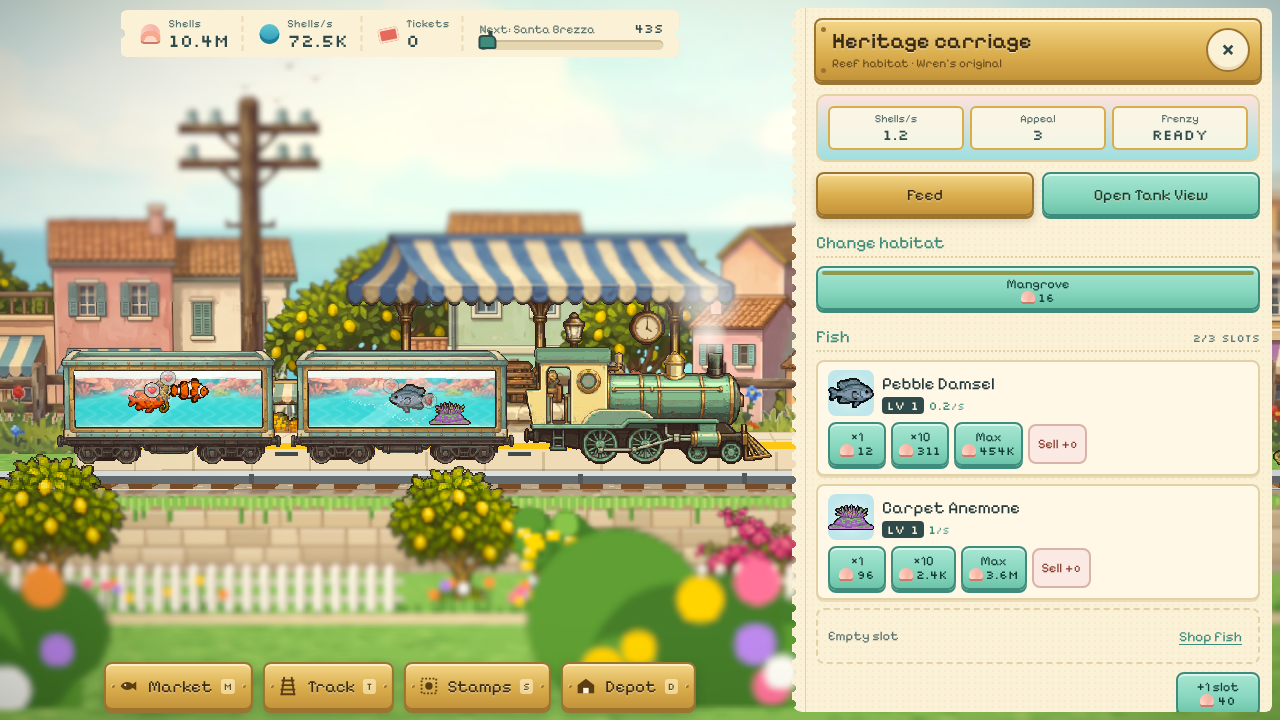 Shells
10.4M
Shells/s
72.5K
Tickets
0
Next: Santa Brezza 43S
Market M
Track T
Stamps S
Depot D
Heritage carriage
Reef habitat · Wren's original
×
Shells/s
1.2
Appeal
3
Frenzy
READY
Feed
Open Tank View
Change habitat
Mangrove
16
Fish 2/3 SLOTS
Pebble Damsel
LV 1 0.2/s
×1
12
×10
311
Max
454K
Sell +0
Carpet Anemone
LV 1 1/s
×1
96
×10
2.4K
Max
3.6M
Sell +0
Empty slot Shop Fish
+1 slot
40